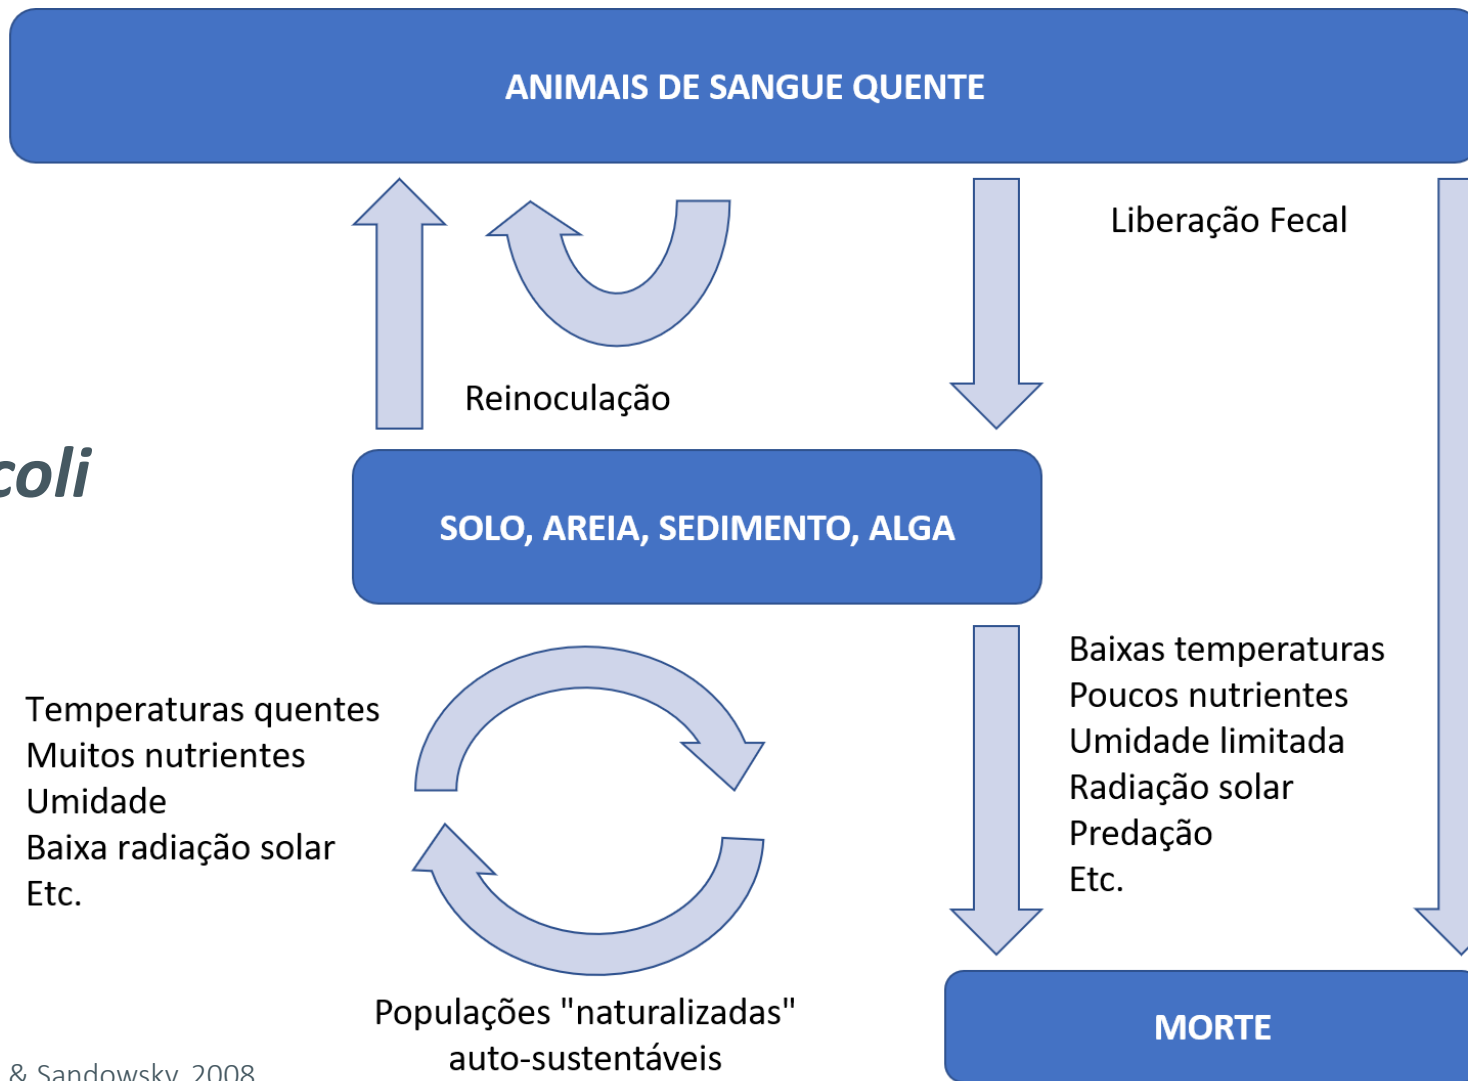 ANIMAIS DE SANGUE QUENTE
Liberação Fecal
Reinoculação
coli
SOLO, AREIA, SEDIMENTO, ALGA
Temperaturas quentes
Muitos nutrientes
Umidade
Baixa radiação solar
Etc.
Baixas temperaturas
Poucos nutrientes
Umidade limitada
Radiação solar
Predação
Etc.
Populações "naturalizadas"
auto-sustentáveis
MORTE
& Sandowsky, 2008